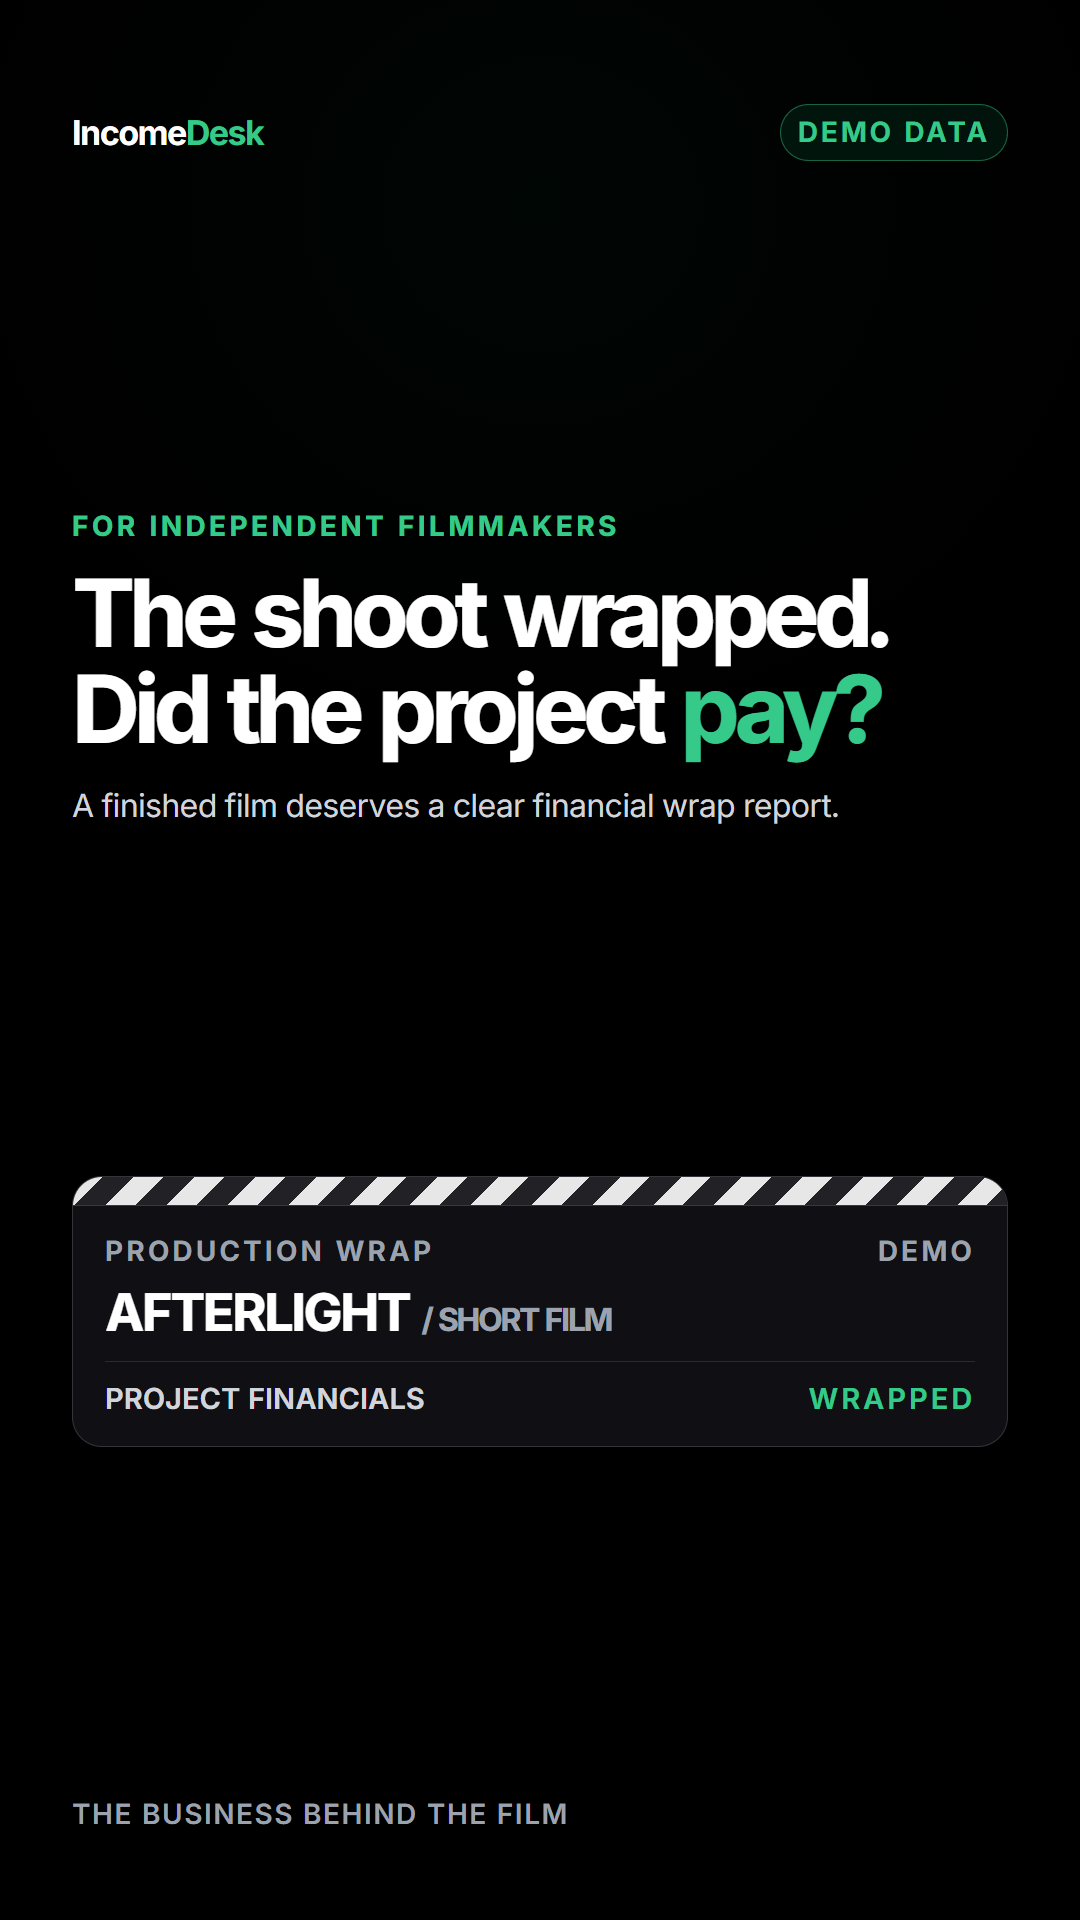 IncomeDesk
DEMO DATA
FOR INDEPENDENT FILMMAKERS
The shoot wrapped.
Did the project pay?
A finished film deserves a clear financial wrap report.
PRODUCTION WRAP
DEMO
AFTERLIGHT / SHORT FILM
PROJECT FINANCIALS
WRAPPED
THE BUSINESS BEHIND THE FILM